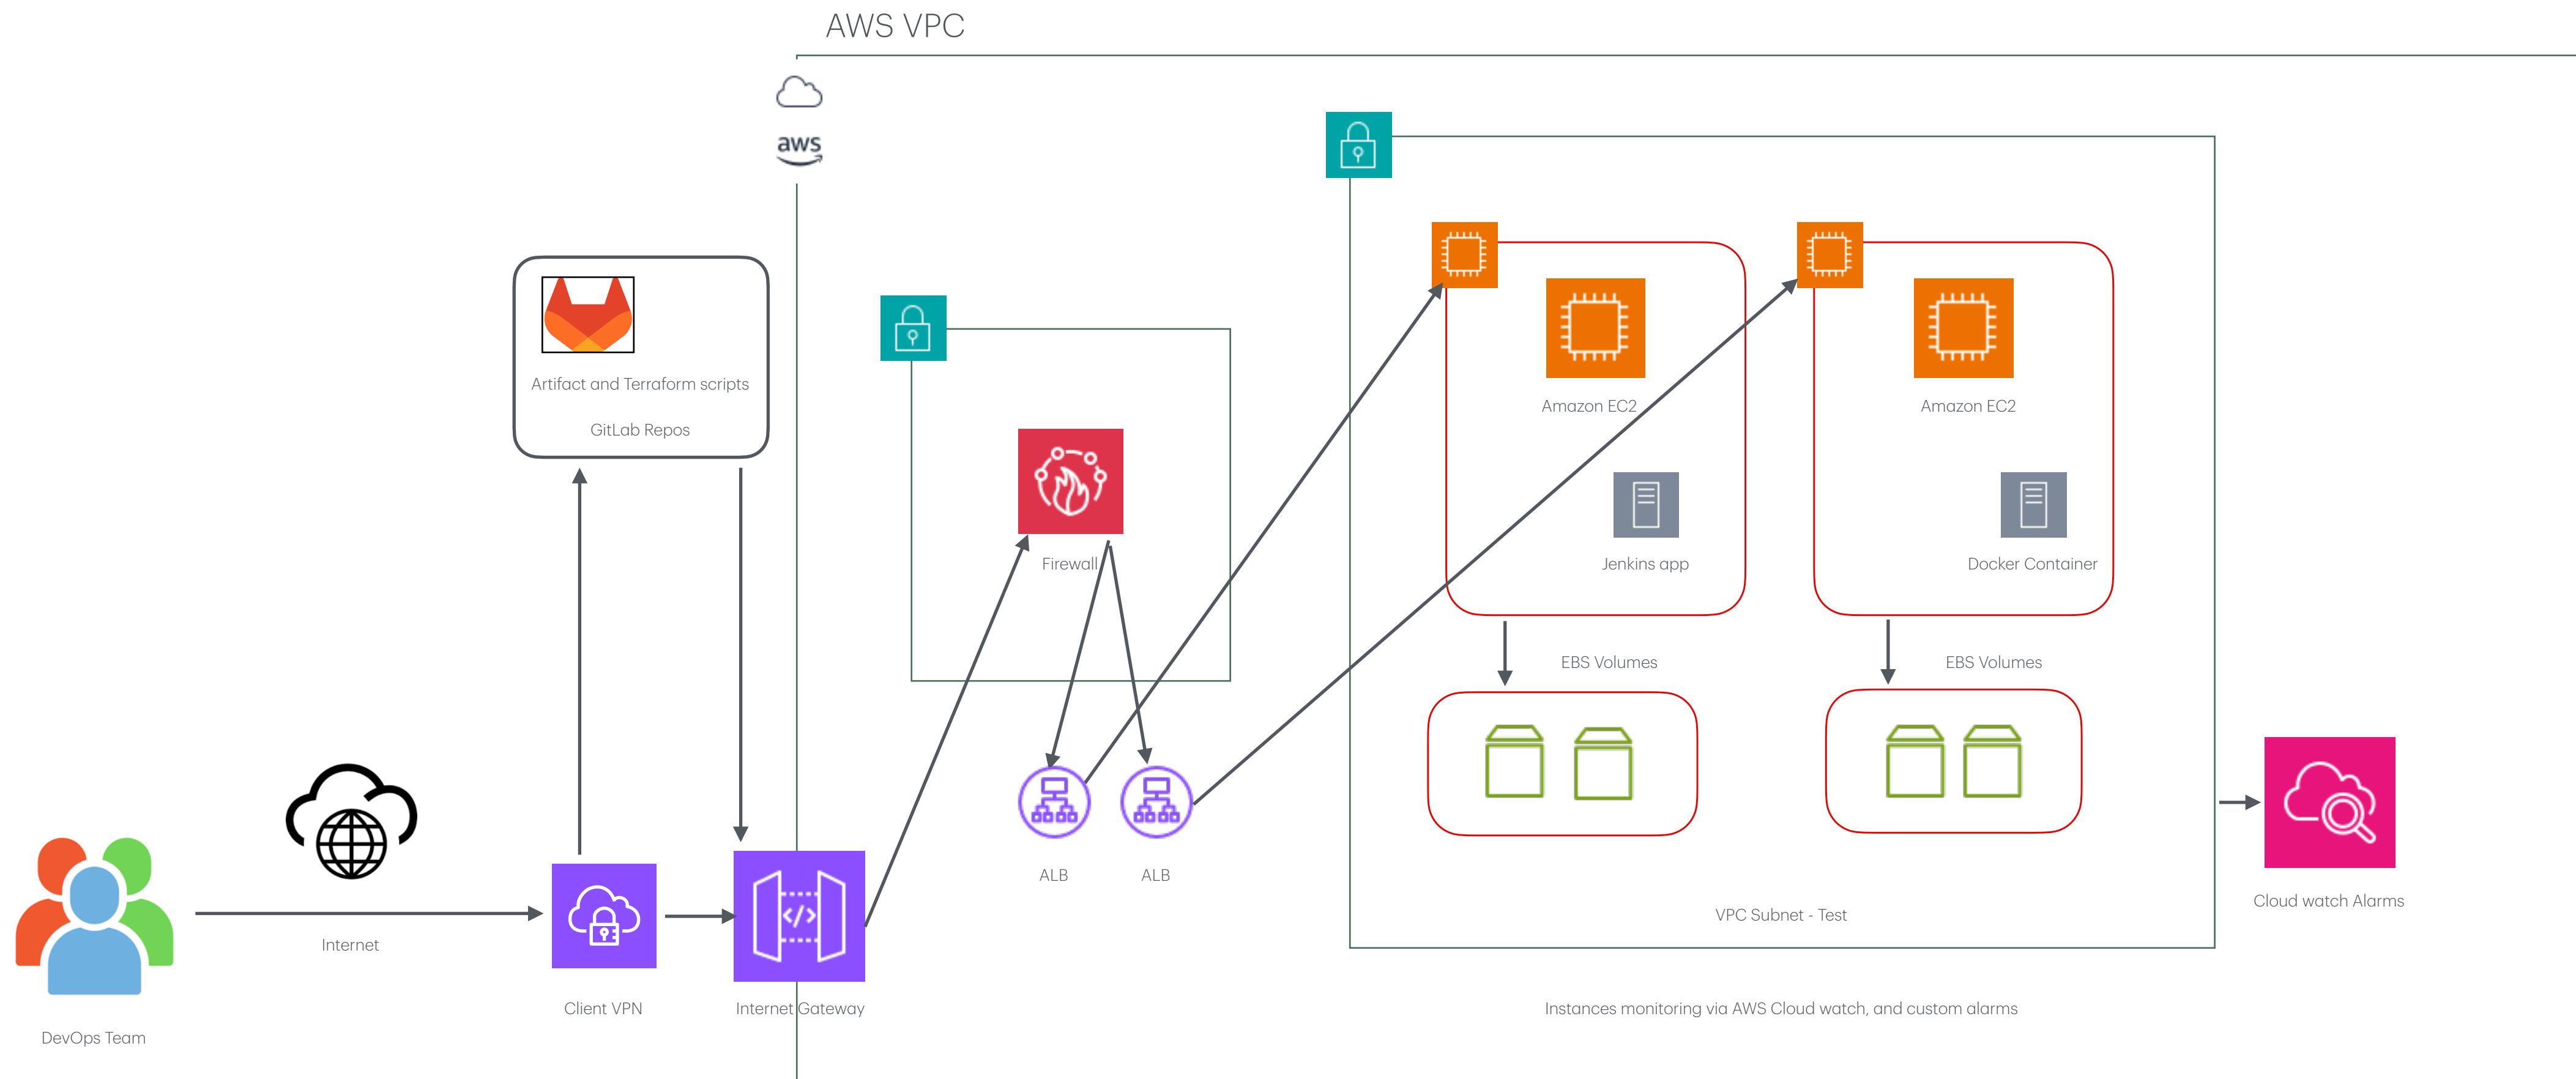 AWS VPC
aws
Artifact and Terraform scripts
GitLab Repos
Amazon EC2
Amazon EC2
Firewall
Jenkins app
Docker Container
EBS Volumes
EBS Volumes
ALB
ALB
</>
VPC Subnet - Test
Cloud watch Alarms
Internet
Client VPN
Internet Gateway
Instances monitoring via AWS Cloud watch, and custom alarms
DevOps Team